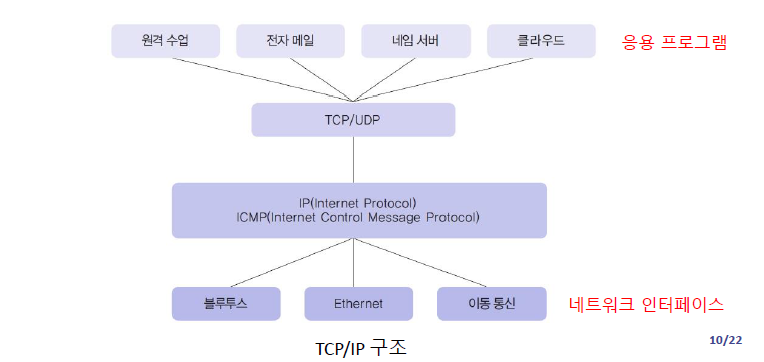 원격 수업
전자 메일
네임 서버
클라우드
응용 프로그램
TCP/UDP
IP(Internet Protocol)
ICMP(Internet Control Message Protocol)
블루투스
Ethernet
이동 통신
네트워크 인터페이스
TCP/IP 구조
10/22